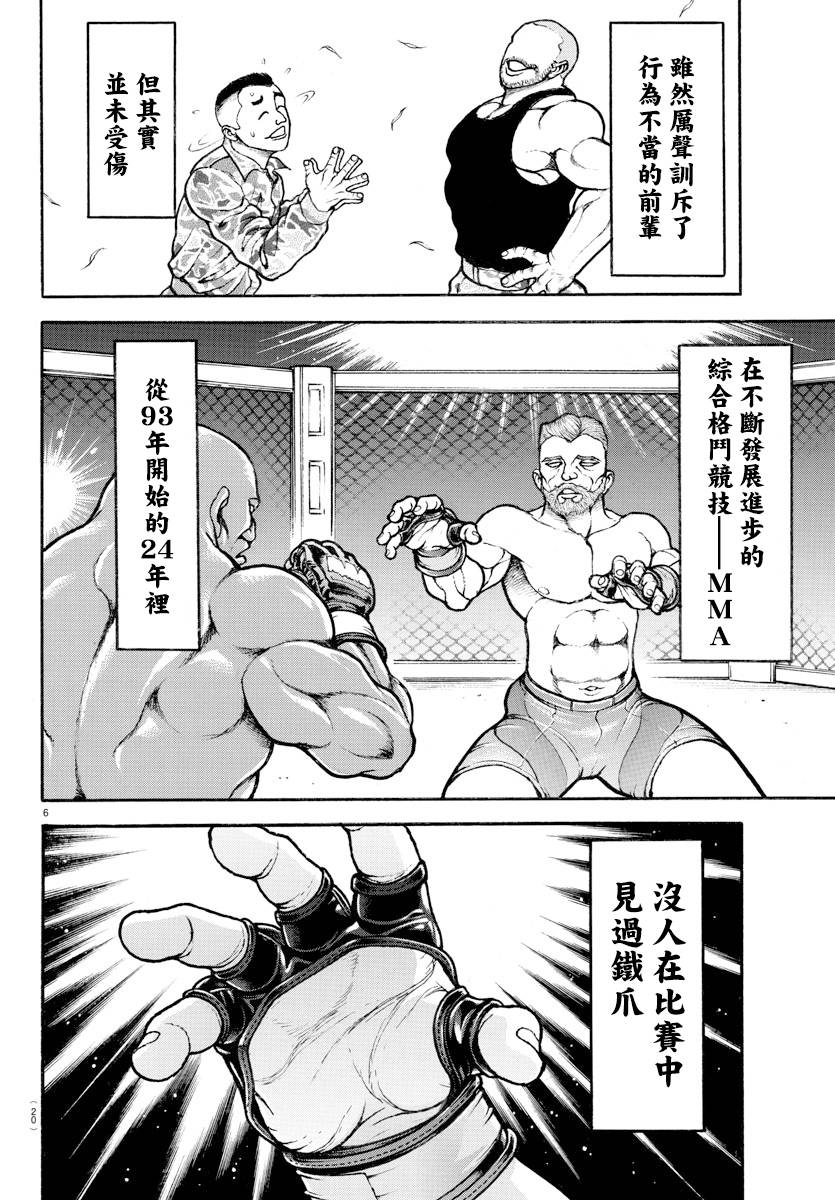 雖然厲聲訓斥了
行為不當的前輩
但其實
並未受傷
在不斷發展進步的
綜合格鬥競技——MMA
從93年開始的24年裡
6
沒人在比賽中
見過鐵爪
(20)